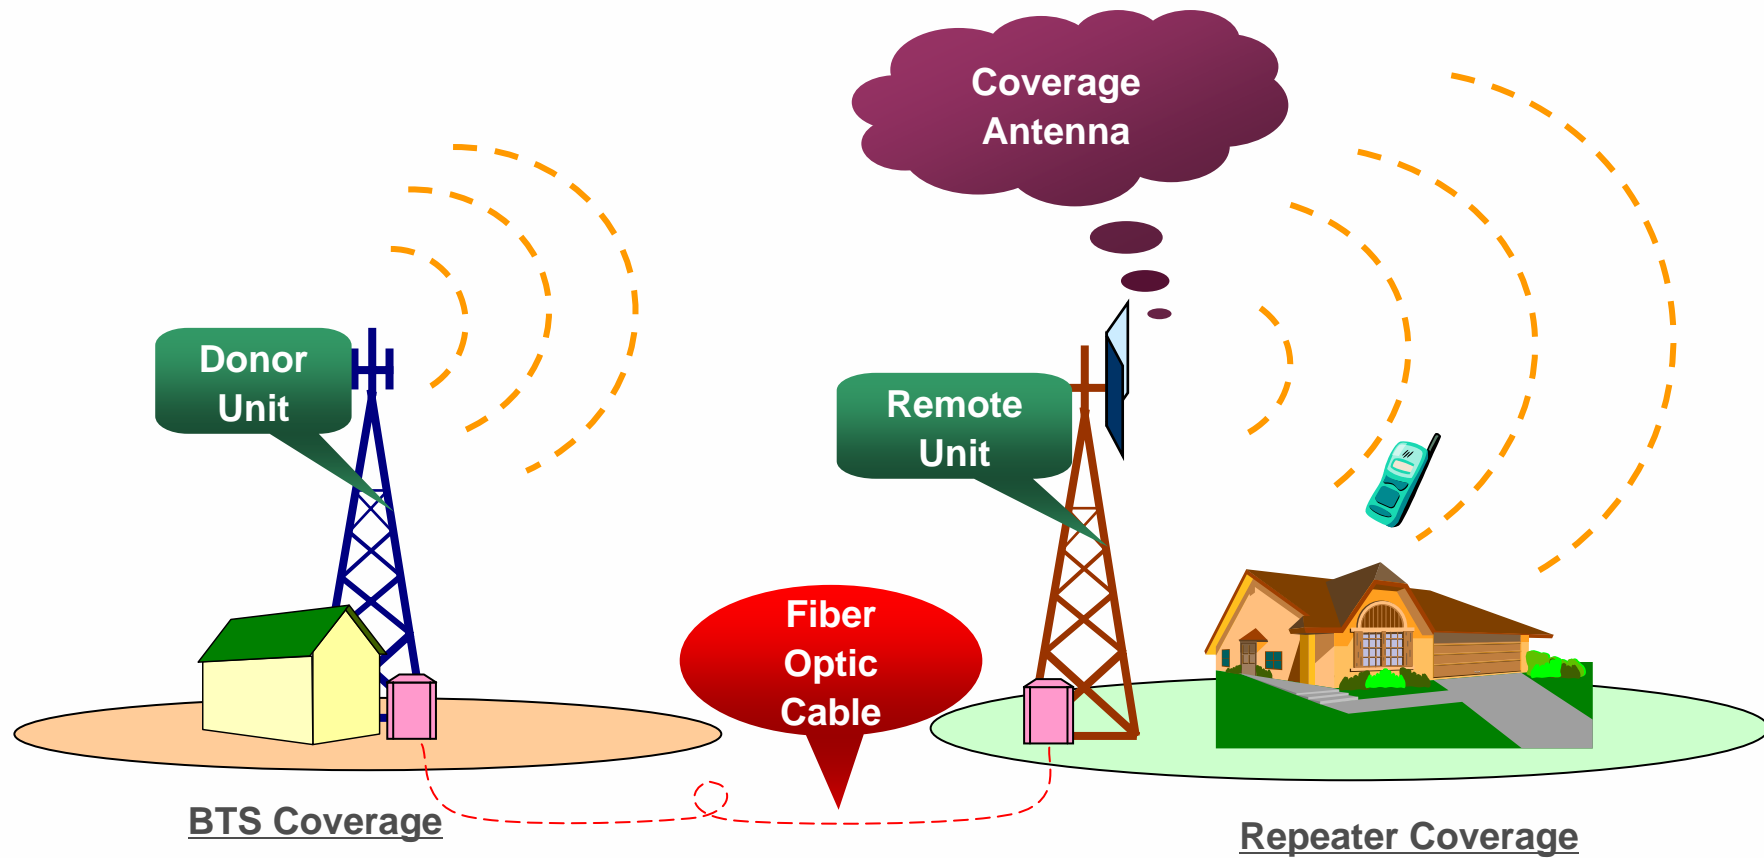 Coverage
Antenna
Donor
Unit
Remote
Unit
Fiber
Optic
Cable
BTS Coverage
Repeater Coverage